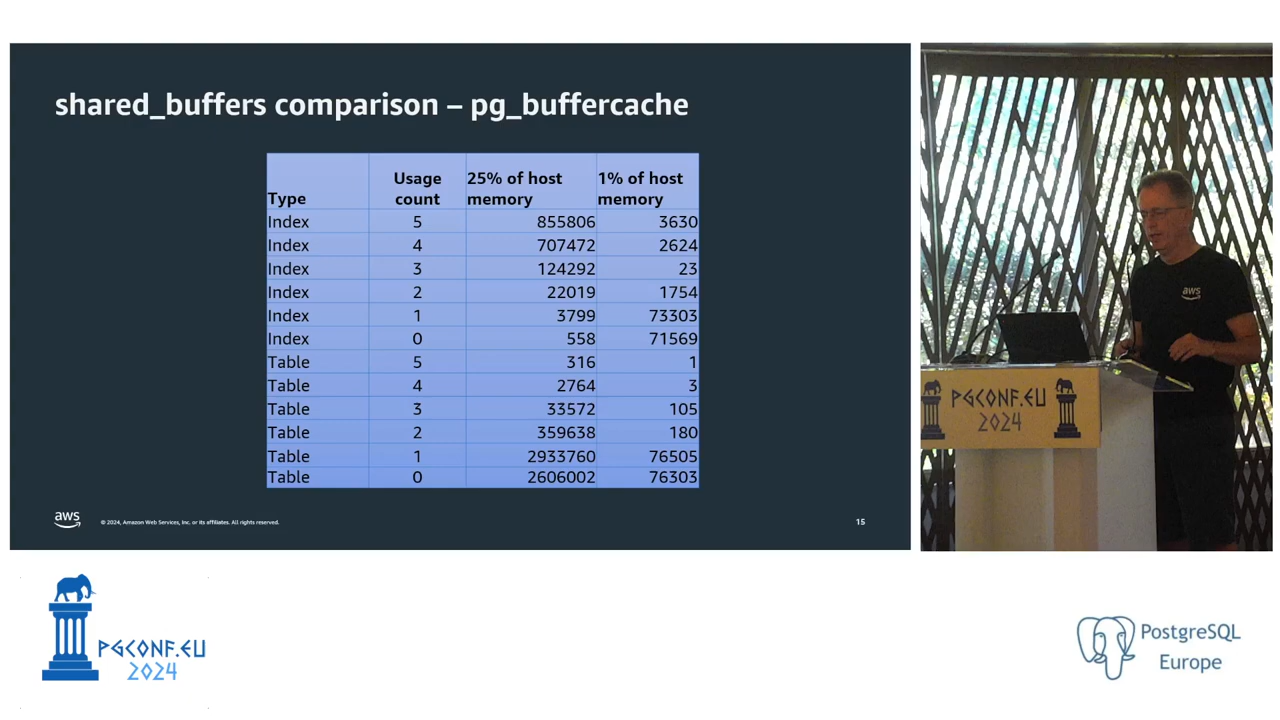 shared_buffers comparison – pg_buffercache
Type Usage count 25% of host memory 1% of host memory
Index 5 855806 3630
Index 4 707472 2624
Index 3 124292 23
Index 2 22019 1754
Index 1 3799 73303
Index 0 558 71569
Table 5 316 1
Table 4 2764 3
Table 3 33572 105
Table 2 359638 180
Table 1 2933760 76505
Table 0 2606002 76303
aws
© 2024, Amazon Web Services, Inc. or its affiliates. All rights reserved.
15
aws
PGCONF.EU
2024
PGCONF.EU
2024
PostgreSQL
Europe